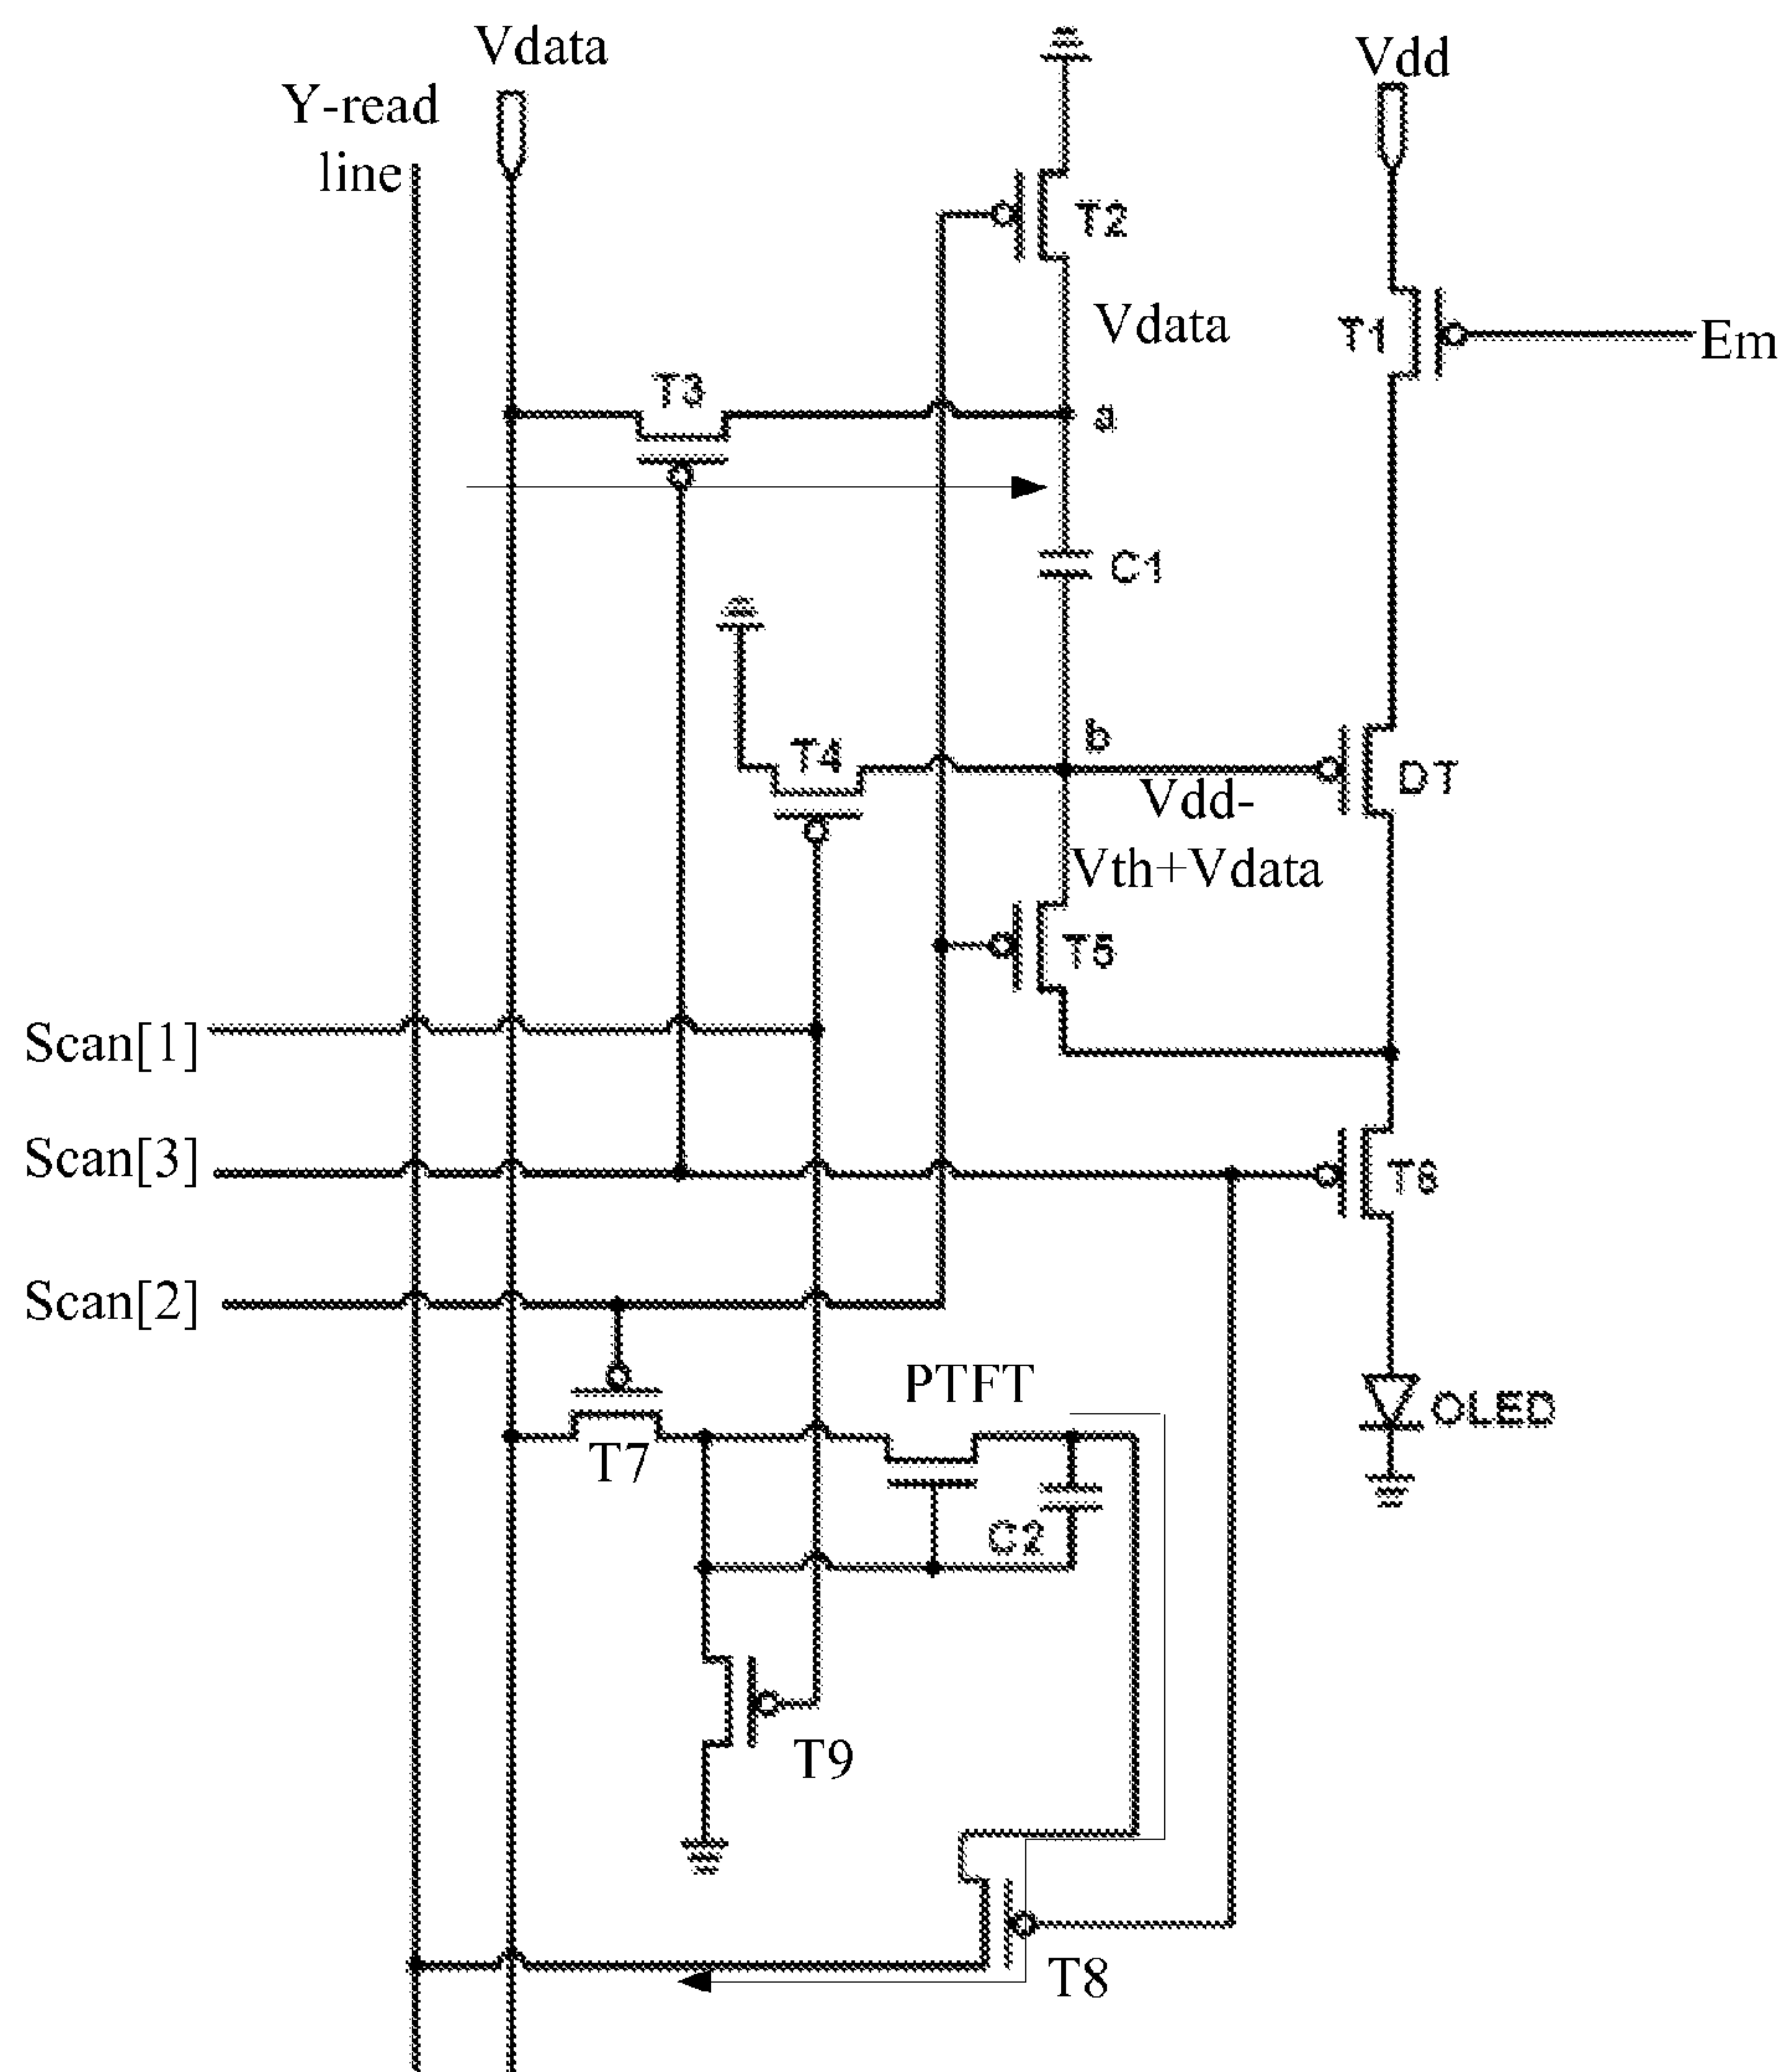 Vdata
Vdd
Y-read
line
T2
Vdata
T1
Em
T3
a
C1
b
T4
DT
Vdd-
Vth+Vdata
T5
Scan[1]
Scan[3]
T6
Scan[2]
PTFT
OLED
T7
C2
T9
T8